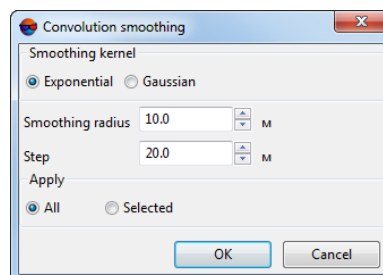 Convolution smoothing
Smoothing kernel
Exponential Gaussian
Smoothing radius 10.0 м
Step 20.0 м
Apply
All Selected
OK Cancel